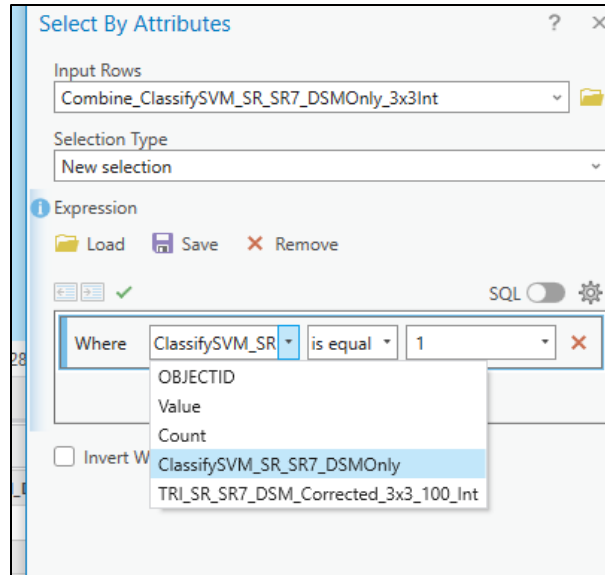 Select By Attributes ? ×
Input Rows
Combine_ClassifySVM_SR_SR7_DSMOnly_3x3Int
Selection Type
New selection
Expression
Load Save Remove
SQL
28 Where ClassifySVM_SR is equal 1
OBJECTID
Value
Count
ClassifySVM_SR_SR7_DSMOnly
Invert W
TRI_SR_SR7_DSM_Corrected_3x3_100_Int